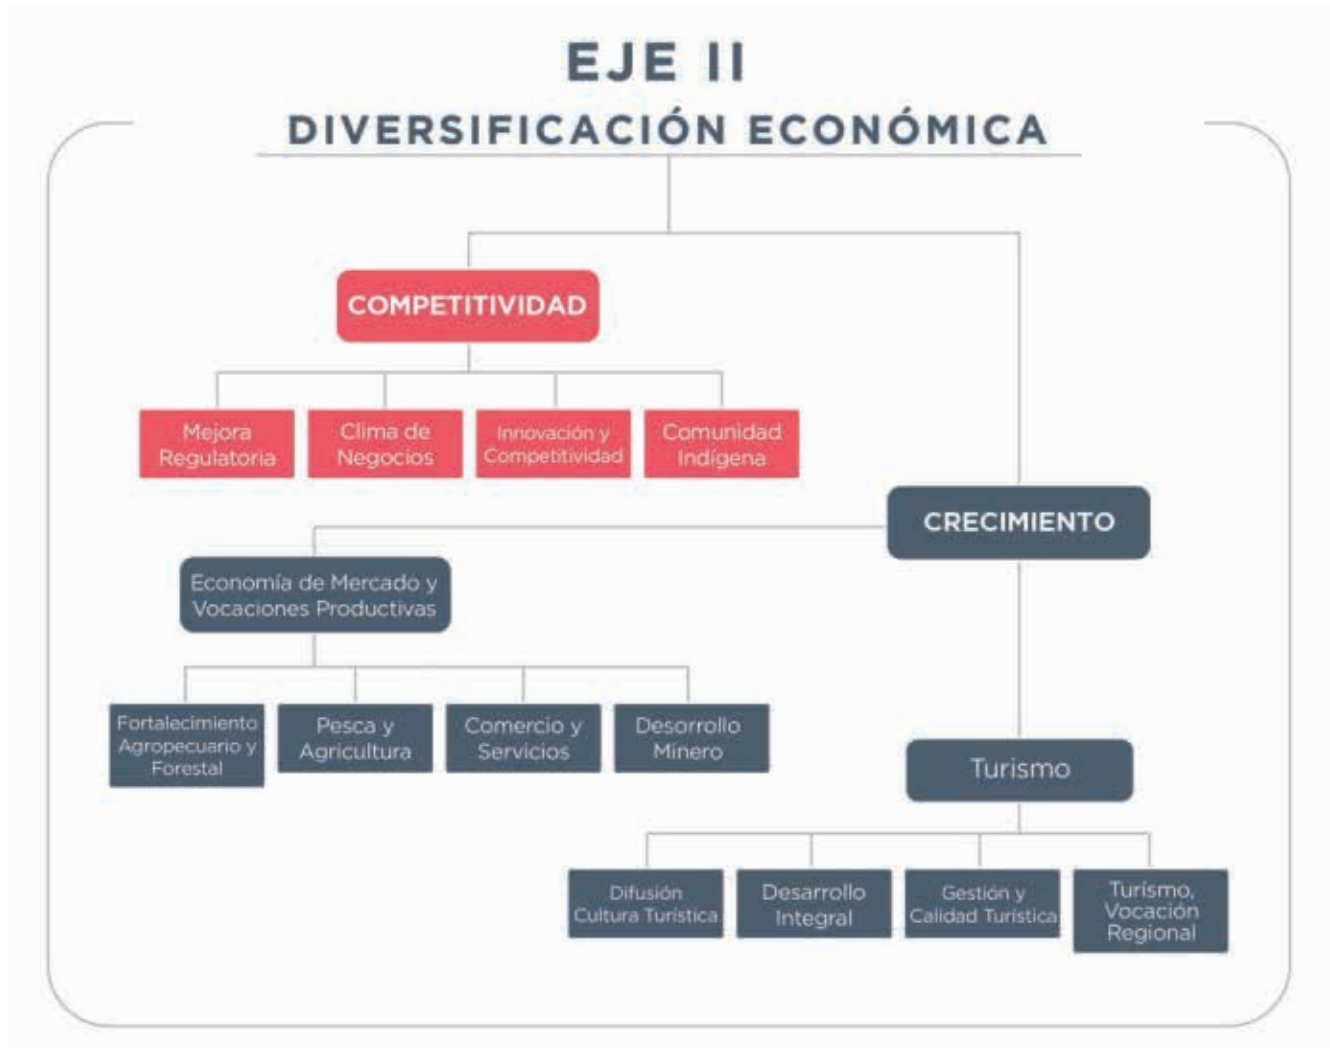 EJE II
DIVERSIFICACIÓN ECONÓMICA
COMPETITIVIDAD
Mejora
Regulatoria
Clima de
Negocios
Innovación y
Competitividad
Comunidad
Indígena
CRECIMIENTO
Economía de Mercado y
Vocaciones Productivas
Fortalecimiento
Agropecuario y
Forestal
Pesca y
Agricultura
Comercio y
Servicios
Desorrollo
Minero
Turismo
Difusión
Cultura Turística
Desarrollo
Integral
Gestión y
Calidad Turística
Turísmo,
Vocación
Regional